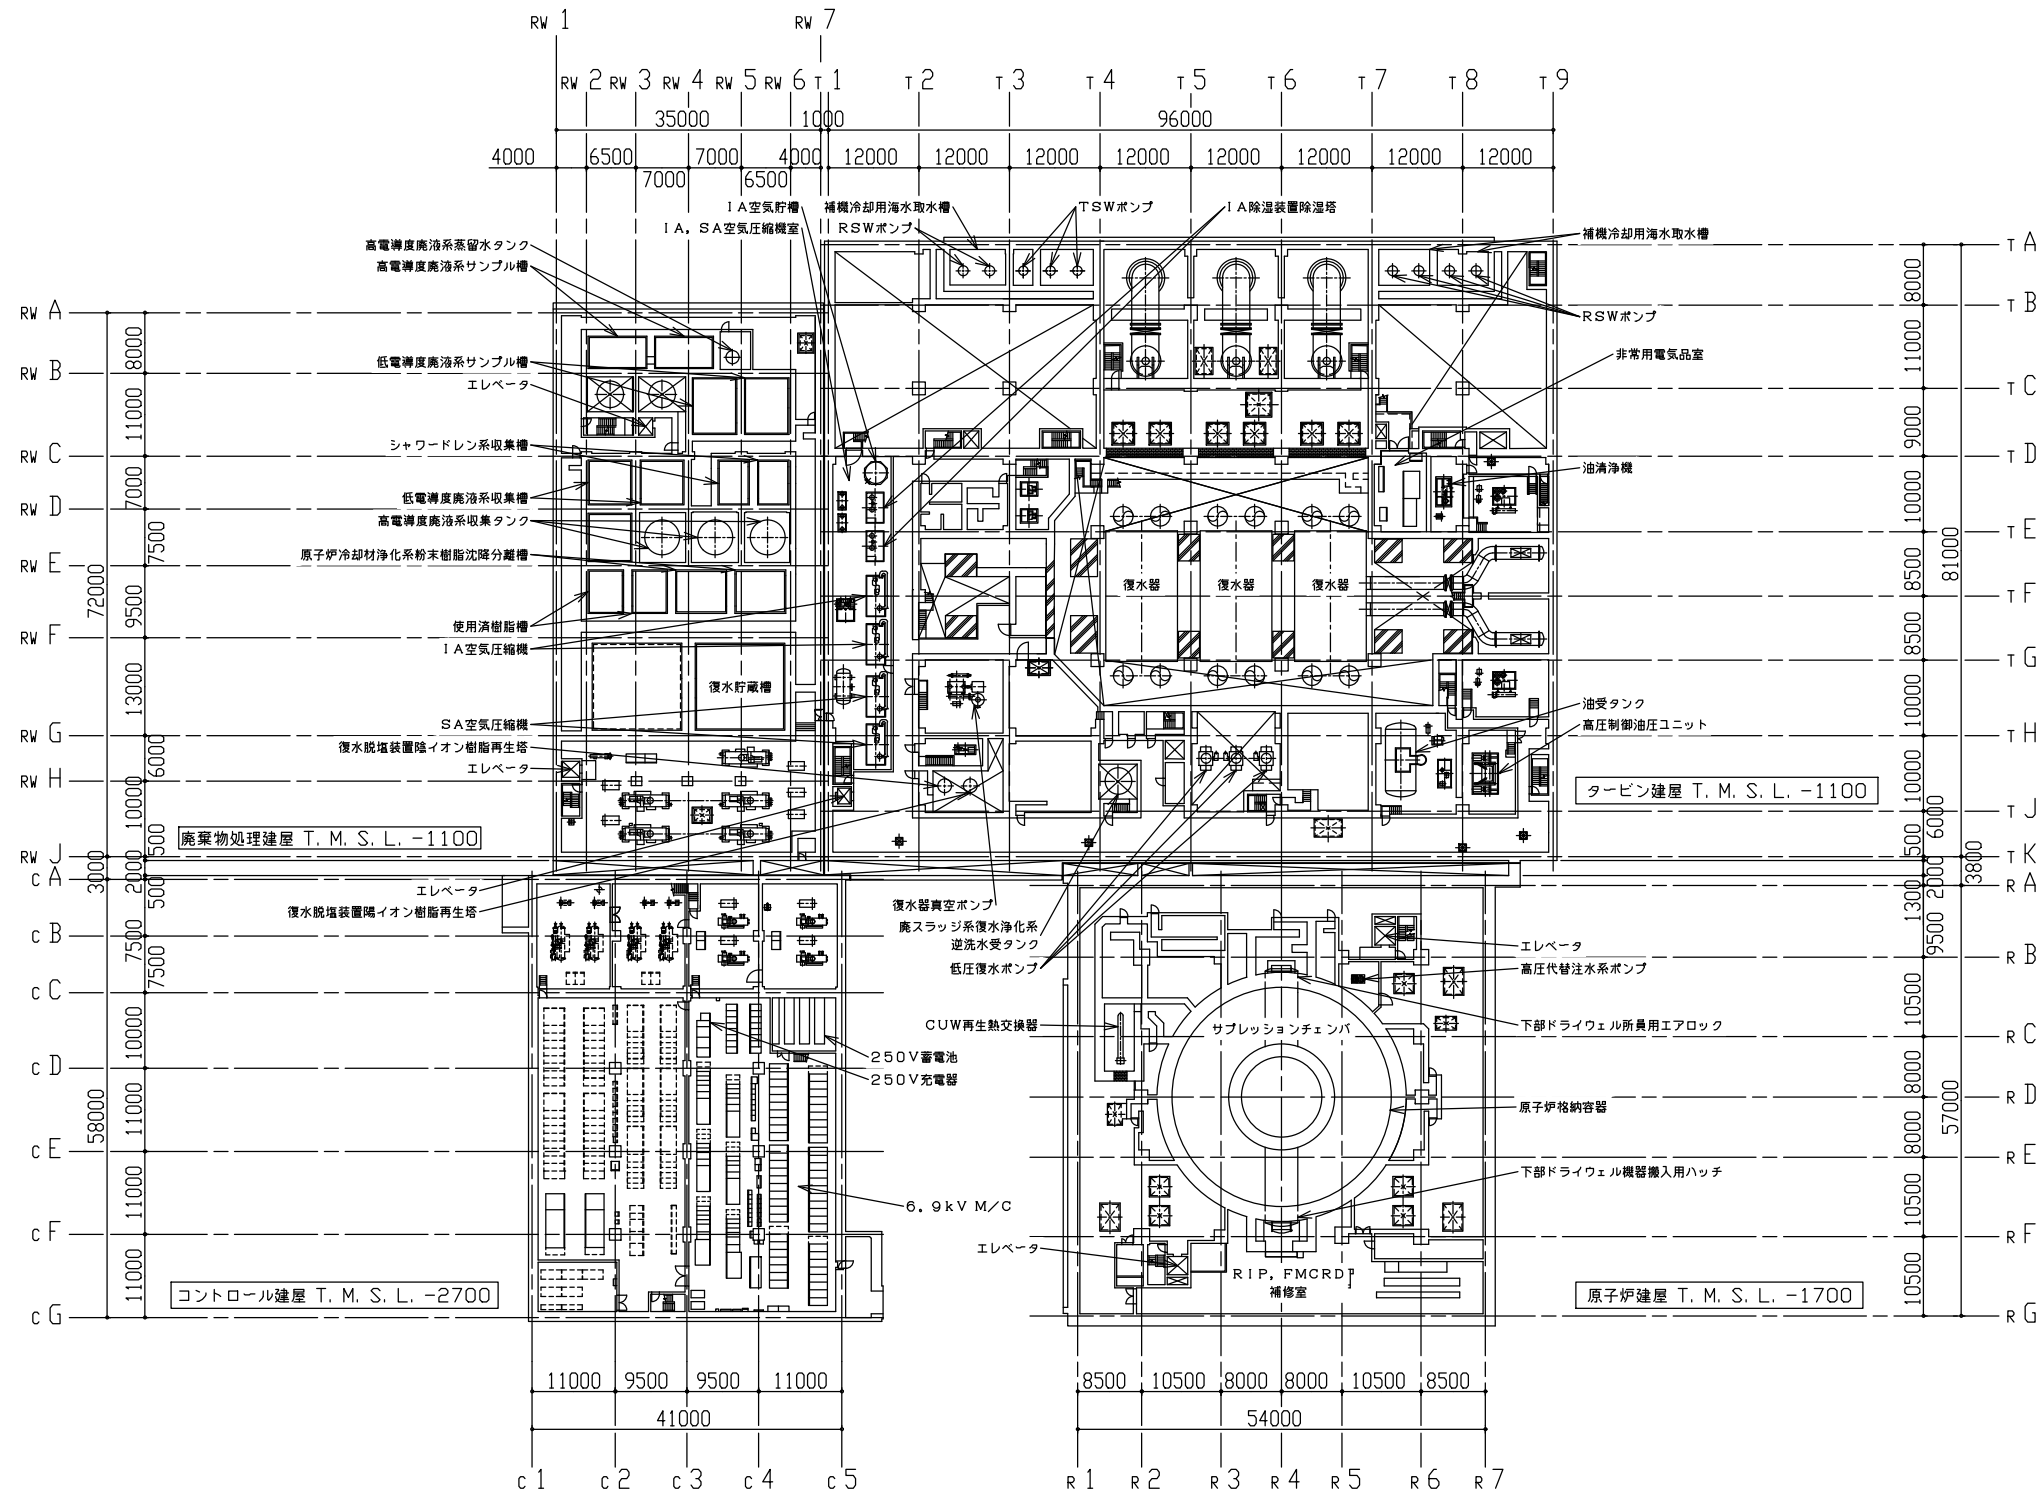 RW 1
RW 7
RW 2
RW 3
RW 4
RW 5
RW 6
T 1
T 2
T 3
T 4
T 5
T 6
T 7
T 8
T 9
35000
1000
96000
4000
6500
7000
4000
12000
12000
12000
12000
12000
12000
12000
12000
7000
6500
IA空気貯槽
IA, SA空気圧縮機室
補機冷却用海水取水槽
RSWポンプ
TSWポンプ
IA除湿装置除湿塔
補機冷却用海水取水槽
RSWポンプ
非常用電気品室
油清浄機
油受タンク
高圧制御油圧ユニット
高電導度廃液系蒸留水タンク
高電導度廃液系サンプル槽
低電導度廃液系サンプル槽
エレベータ
シャワードレン系収集槽
低電導度廃液系収集槽
高電導度廃液系収集タンク
原子炉冷却材浄化系粉末樹脂沈降分離槽
使用済樹脂槽
IA空気圧縮機
SA空気圧縮機
復水脱塩装置陰イオン樹脂再生塔
エレベータ
復水貯蔵槽
復水器
復水器
復水器
RW A
RW B
RW C
RW D
RW E
RW F
RW G
RW H
RW J
8000
11000
7000
7500
9500
13000
6000
10000
500
72000
T A
T B
T C
T D
T E
T F
T G
T H
T J
T K
8000
11000
9000
10000
8500
8500
10000
10000
6000
500
81000
廃棄物処理建屋 T. M. S. L. -1100
タービン建屋 T. M. S. L. -1100
3000
2000
500
3800
2000
1300
エレベータ
復水脱塩装置陽イオン樹脂再生塔
復水器真空ポンプ
廃スラッジ系復水浄化系
逆洗水受タンク
低圧復水ポンプ
C A
C B
C C
C D
C E
C F
C G
7500
7500
10000
11000
11000
11000
58000
250V蓄電池
250V充電器
6.9kV M/C
コントロール建屋 T. M. S. L. -2700
CUW再生熱交換器
サプレッションチェンバ
エレベータ
高圧代替注水系ポンプ
下部ドライウェル所員用エアロック
原子炉格納容器
下部ドライウェル機器搬入用ハッチ
エレベータ
RIP, FMCRD
補修室
原子炉建屋 T. M. S. L. -1700
R A
R B
R C
R D
R E
R F
R G
9500
10500
8000
8000
10500
10500
57000
11000
9500
9500
11000
41000
8500
10500
8000
8000
10500
8500
54000
C 1
C 2
C 3
C 4
C 5
R 1
R 2
R 3
R 4
R 5
R 6
R 7